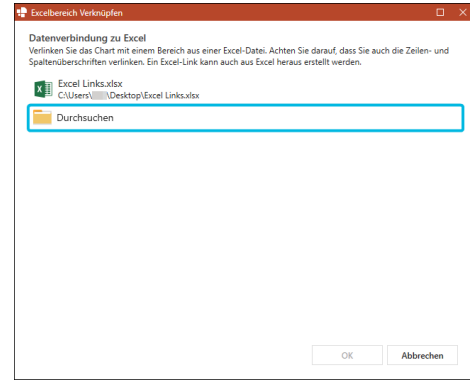 Excelbereich Verknüpfen
Datenverbindung zu Excel
Verlinken Sie das Chart mit einem Bereich aus einer Excel-Datei. Achten Sie darauf, dass Sie auch die Zeilen- und
Spaltenüberschriften verlinken. Ein Excel-Link kann auch aus Excel heraus erstellt werden.
Excel Links.xlsx
C:\Users\ \Desktop\Excel Links.xlsx
Durchsuchen
OK Abbrechen